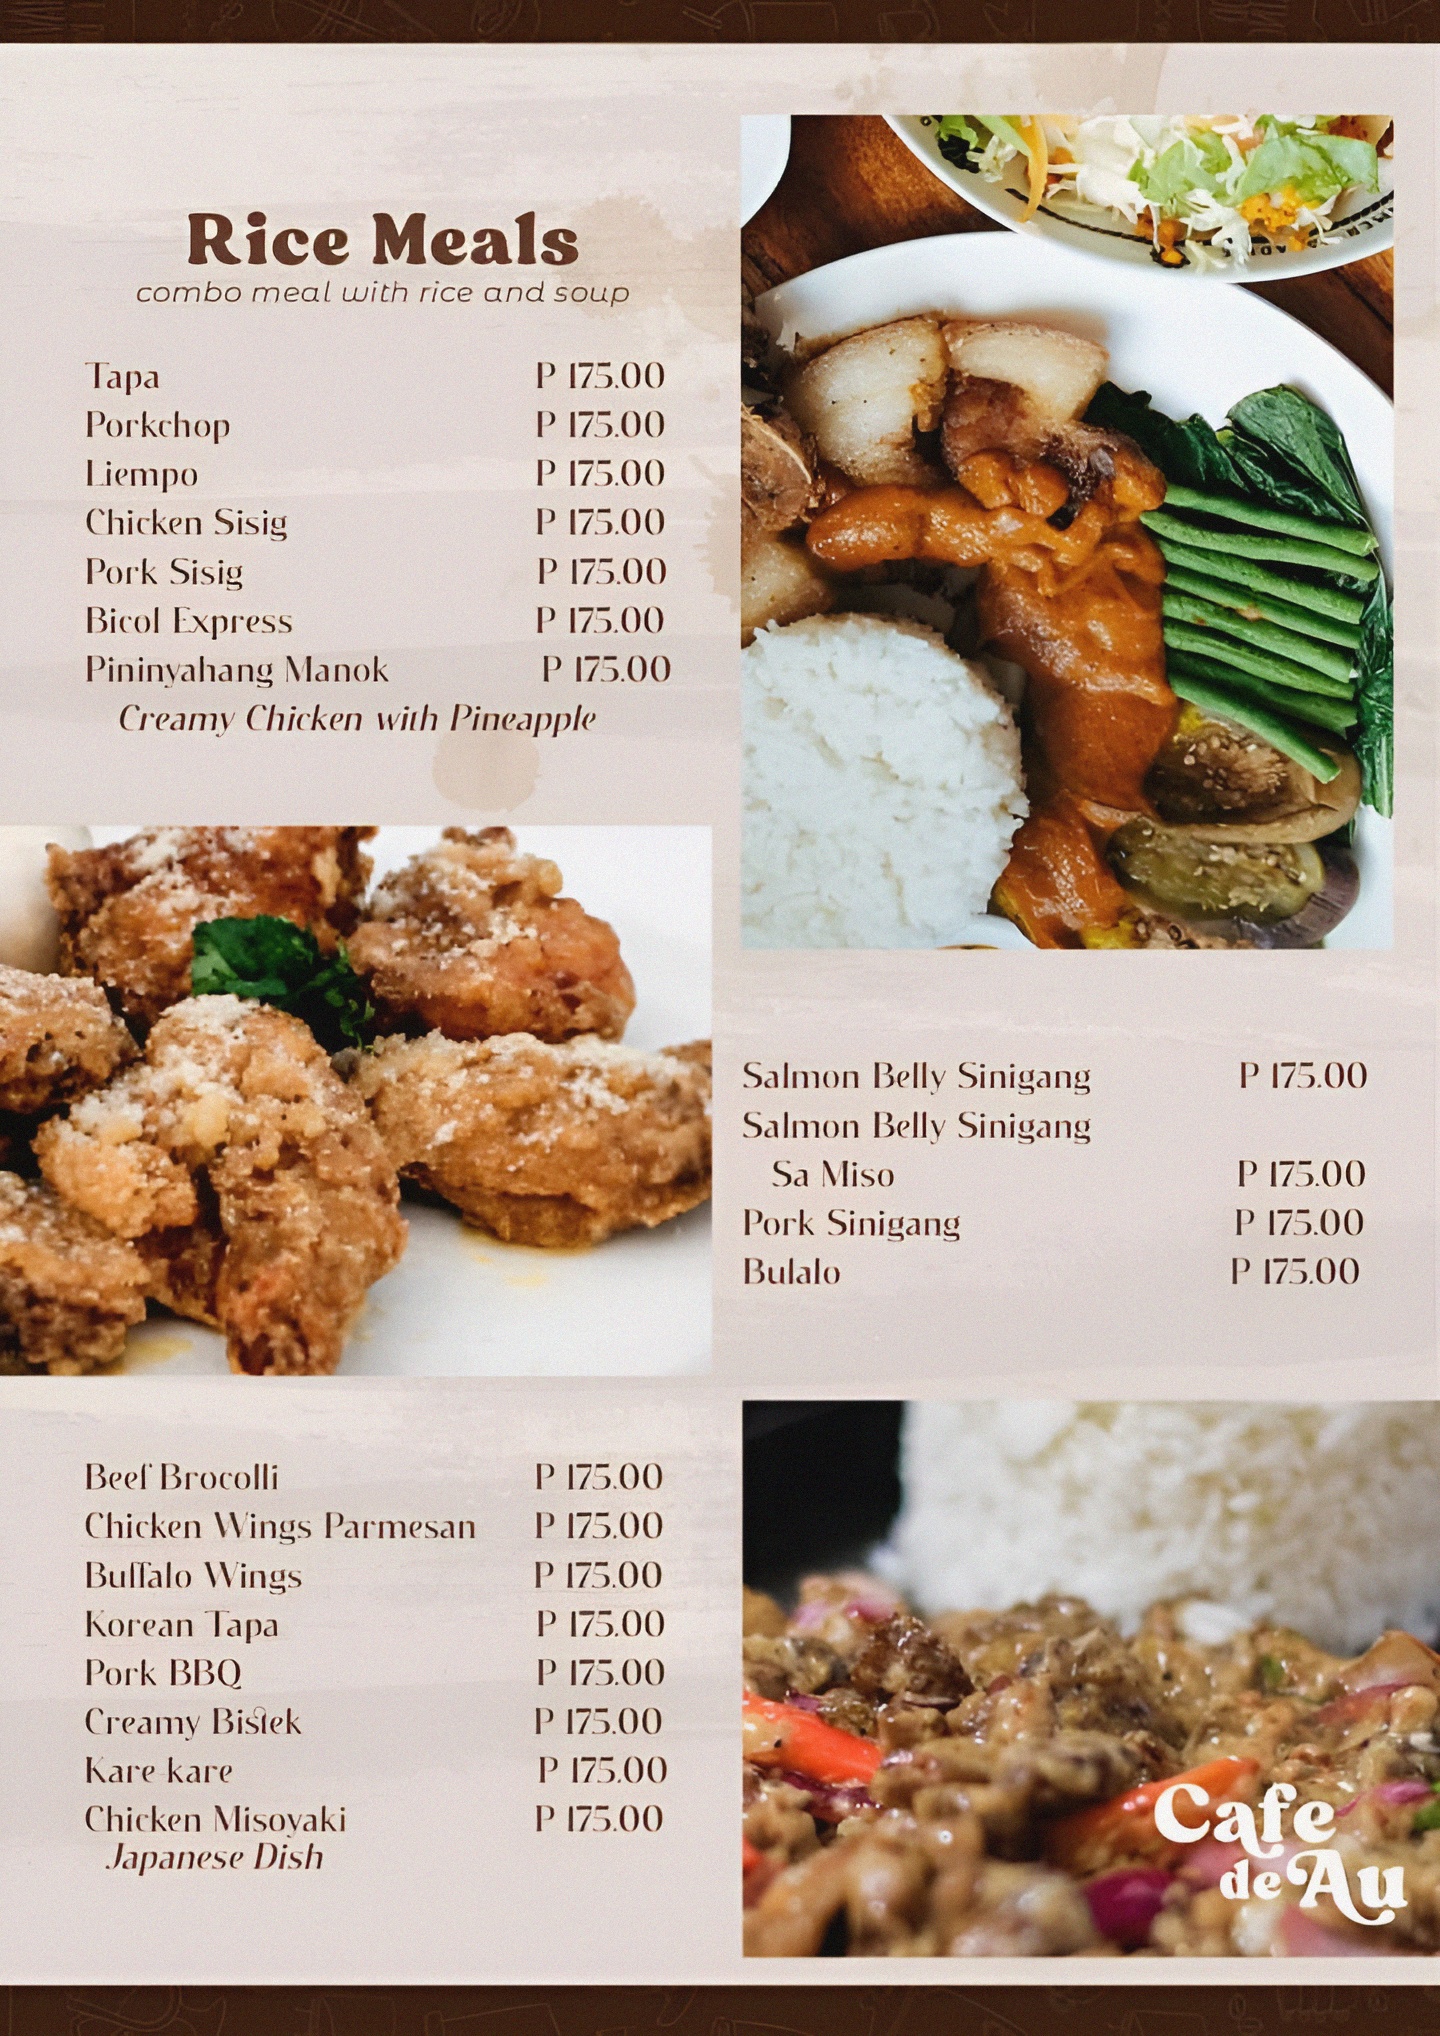 Rice Meals
combo meal with rice and soup
Tapa P 175.00
Porkchop P 175.00
Liempo P 175.00
Chicken Sisig P 175.00
Pork Sisig P 175.00
Bicol Express P 175.00
Pininyahang Manok P 175.00
Creamy Chicken with Pineapple
Salmon Belly Sinigang P 175.00
Salmon Belly Sinigang
Sa Miso P 175.00
Pork Sinigang P 175.00
Bulalo P 175.00
Beef Brocolli P 175.00
Chicken Wings Parmesan P 175.00
Buffalo Wings P 175.00
Korean Tapa P 175.00
Pork BBQ P 175.00
Creamy Bistek P 175.00
Kare-kare P 175.00
Chicken Misoyaki P 175.00
Japanese Dish
Cafe
de Au